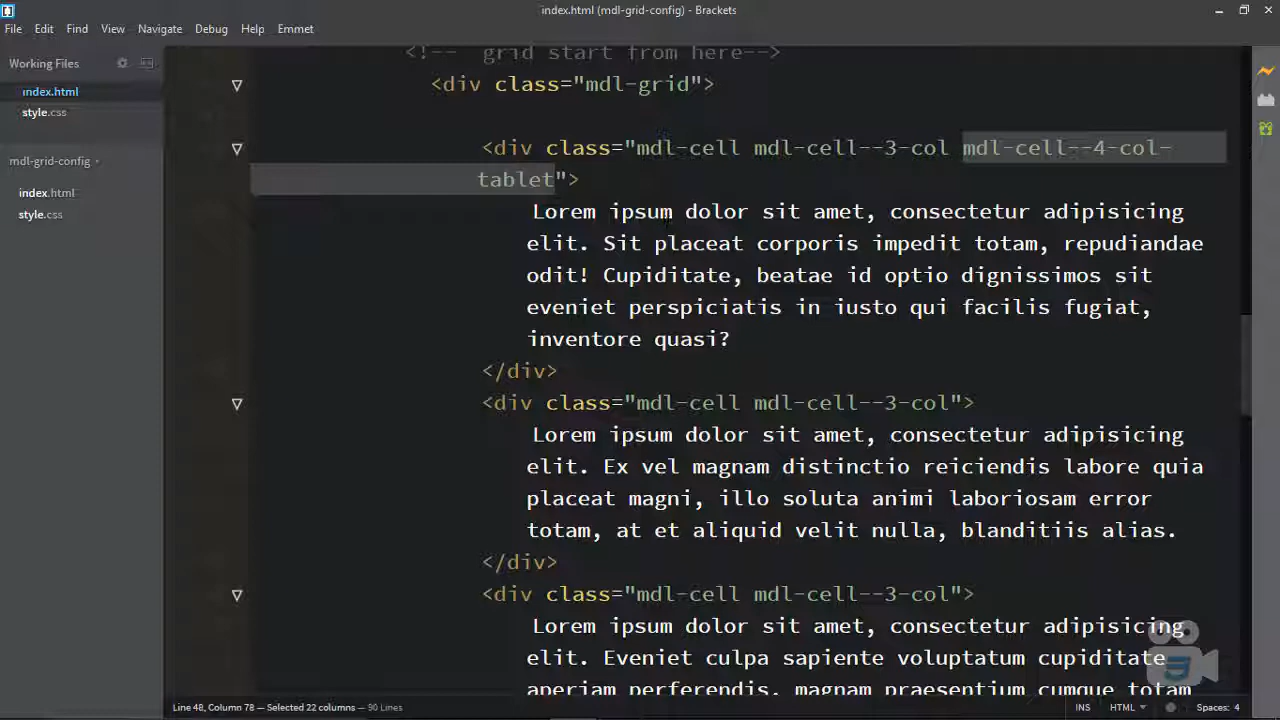 index.html (mdl-grid-config) - Brackets
File Edit Find View Navigate Debug Help Emmet
Working Files
index.html
style.css
mdl-grid-config
index.html
style.css
<!-- grid start from here-->
<div class="mdl-grid">
<div class="mdl-cell mdl-cell--3-col mdl-cell--4-col-
tablet">
Lorem ipsum dolor sit amet, consectetur adipisicing
elit. Sit placeat corporis impedit totam, repudiandae
odit! Cupiditate, beatae id optio dignissimos sit
eveniet perspiciatis in iusto qui facilis fugiat,
inventore quasi?
</div>
<div class="mdl-cell mdl-cell--3-col">
Lorem ipsum dolor sit amet, consectetur adipisicing
elit. Ex vel magnam distinctio reiciendis labore quia
placeat magni, illo soluta animi laboriosam error
totam, at et aliquid velit nulla, blanditiis alias.
</div>
<div class="mdl-cell mdl-cell--3-col">
Lorem ipsum dolor sit amet, consectetur adipisicing
elit. Eveniet culpa sapiente voluptatum cupiditate
aperiam perferendis, magnam praesentium cumque totam
Line 48, Column 78 — Selected 22 columns — 90 Lines
INS HTML Spaces: 4